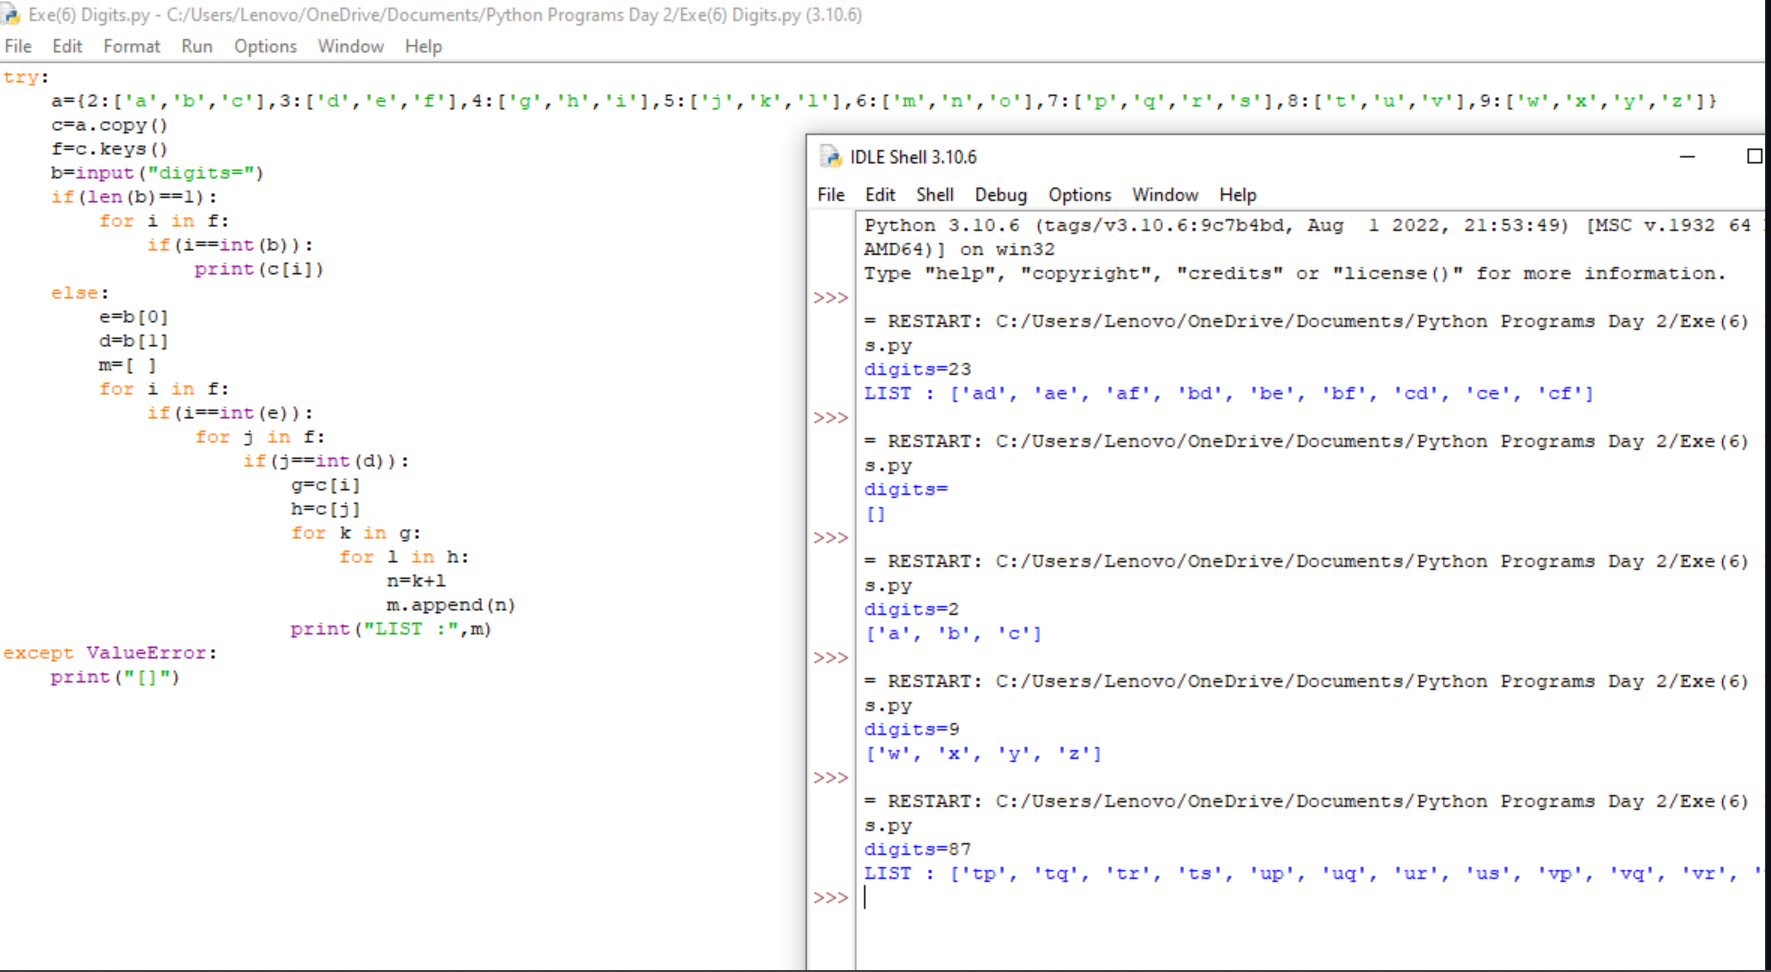 Exe(6) Digits.py - C:/Users/Lenovo/OneDrive/Documents/Python Programs Day 2/Exe(6) Digits.py (3.10.6)
File Edit Format Run Options Window Help
try:
    a={2:['a','b','c'],3:['d','e','f'],4:['g','h','i'],5:['j','k','l'],6:['m','n','o'],7:['p','q','r','s'],8:['t','u','v'],9:['w','x','y','z']}
    c=a.copy()
    f=c.keys()
    b=input("digits=")
    if(len(b)==1):
        for i in f:
            if(i==int(b)):
                print(c[i])
    else:
        e=b[0]
        d=b[1]
        m=[ ]
        for i in f:
            if(i==int(e)):
                for j in f:
                    if(j==int(d)):
                        g=c[i]
                        h=c[j]
                        for k in g:
                            for l in h:
                                n=k+l
                                m.append(n)
                        print("LIST :",m)
except ValueError:
    print("[]")
IDLE Shell 3.10.6
File Edit Shell Debug Options Window Help
Python 3.10.6 (tags/v3.10.6:9c7b4bd, Aug  1 2022, 21:53:49) [MSC v.1932 64
AMD64)] on win32
Type "help", "copyright", "credits" or "license()" for more information.
>>>
= RESTART: C:/Users/Lenovo/OneDrive/Documents/Python Programs Day 2/Exe(6)
s.py
digits=23
LIST : ['ad', 'ae', 'af', 'bd', 'be', 'bf', 'cd', 'ce', 'cf']
>>>
= RESTART: C:/Users/Lenovo/OneDrive/Documents/Python Programs Day 2/Exe(6)
s.py
digits=
[]
>>>
= RESTART: C:/Users/Lenovo/OneDrive/Documents/Python Programs Day 2/Exe(6)
s.py
digits=2
['a', 'b', 'c']
>>>
= RESTART: C:/Users/Lenovo/OneDrive/Documents/Python Programs Day 2/Exe(6)
s.py
digits=9
['w', 'x', 'y', 'z']
>>>
= RESTART: C:/Users/Lenovo/OneDrive/Documents/Python Programs Day 2/Exe(6)
s.py
digits=87
LIST : ['tp', 'tq', 'tr', 'ts', 'up', 'uq', 'ur', 'us', 'vp', 'vq', 'vr', '
>>>